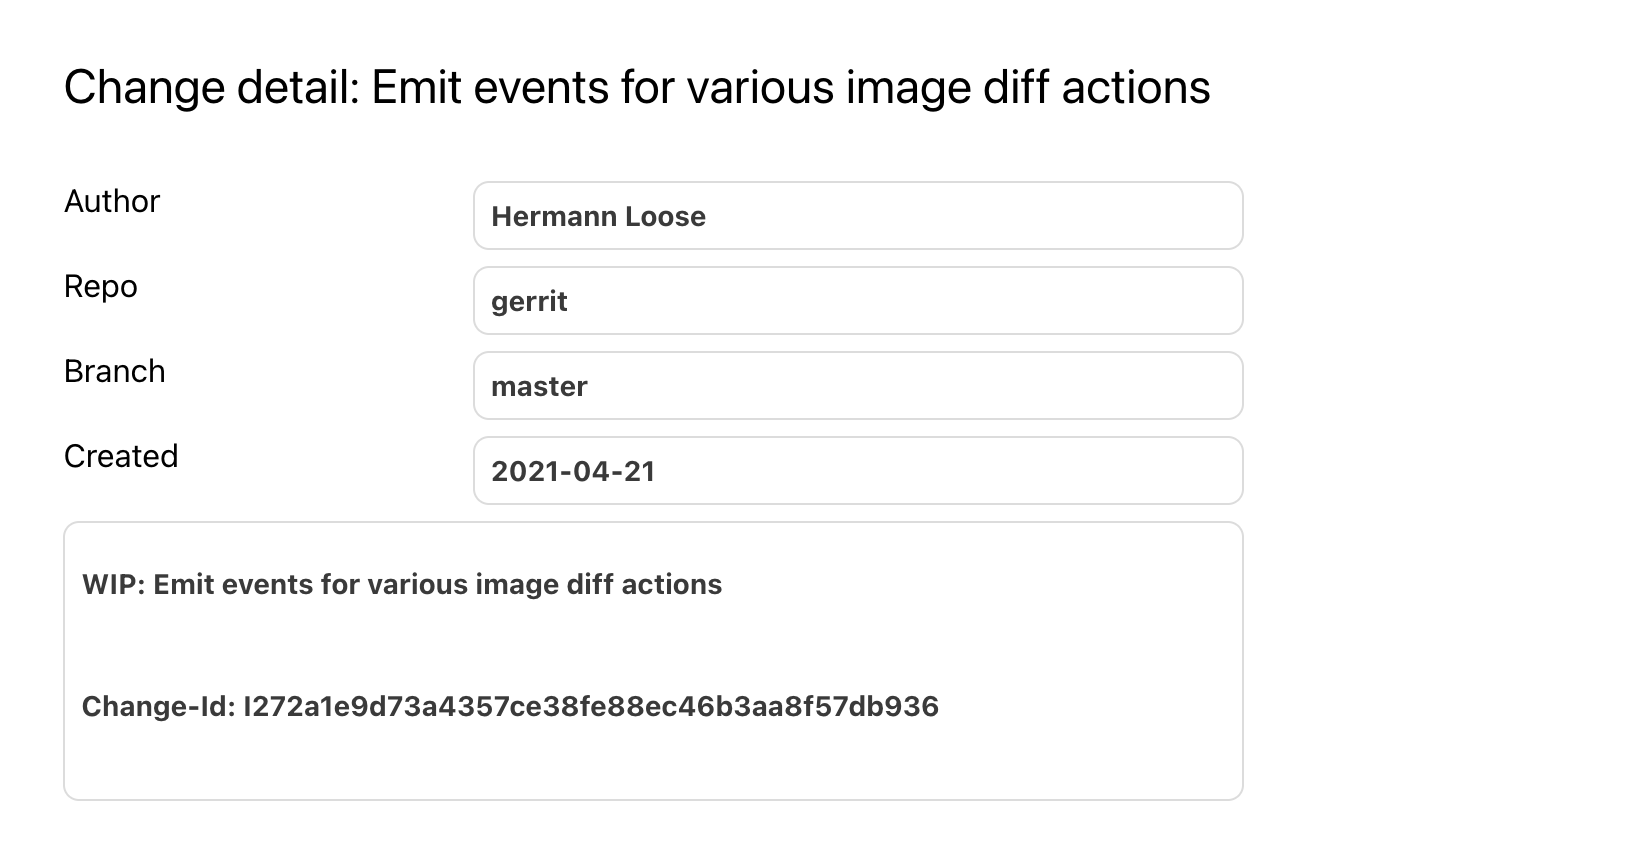 Change detail: Emit events for various image diff actions
Author
Hermann Loose
Repo
gerrit
Branch
master
Created
2021-04-21
WIP: Emit events for various image diff actions
Change-Id: I272a1e9d73a4357ce38fe88ec46b3aa8f57db936